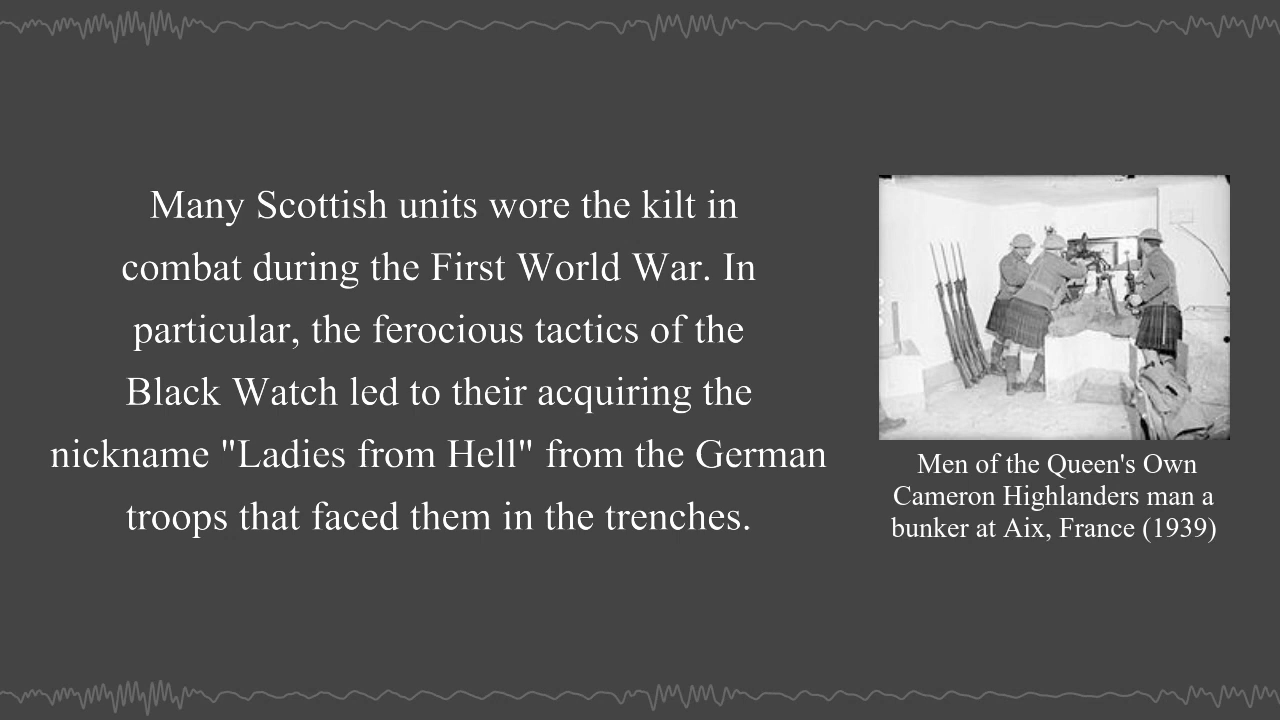 Many Scottish units wore the kilt in
combat during the First World War. In
particular, the ferocious tactics of the
Black Watch led to their acquiring the
nickname "Ladies from Hell" from the German
troops that faced them in the trenches.
Men of the Queen's Own
Cameron Highlanders man a
bunker at Aix, France (1939)